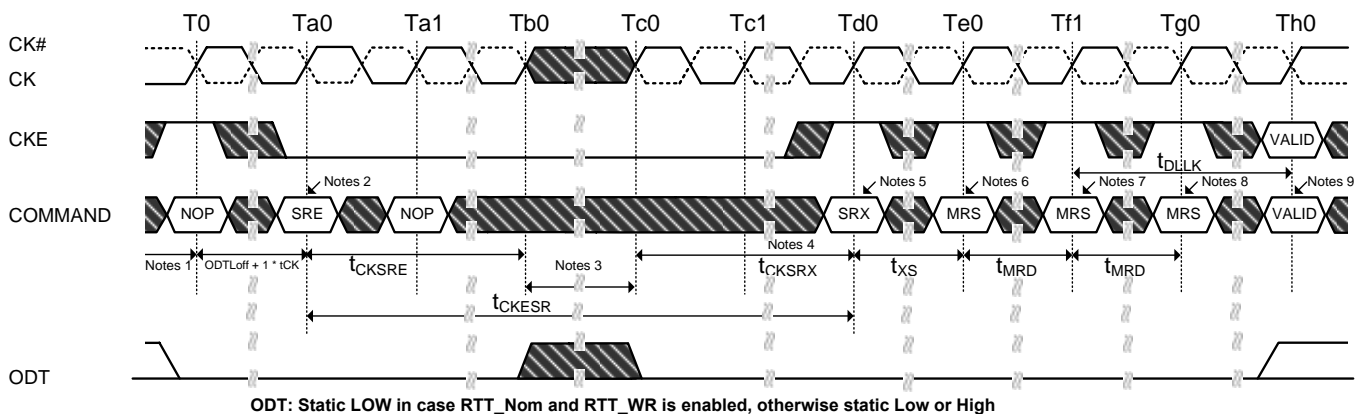 T0 Ta0 Ta1 Tb0 Tc0 Tc1 Td0 Te0 Tf1 Tg0 Th0
CK#
CK
CKE
VALID
tDLLK
Notes 2 Notes 5 Notes 6 Notes 7 Notes 8 Notes 9
COMMAND
NOP SRE NOP SRX MRS MRS MRS VALID
Notes 1 ODTLoff + 1 * tCK tCKSRE Notes 3 Notes 4 tCKSRX tXS tMRD tMRD
tCKESR
ODT
ODT: Static LOW in case RTT_Nom and RTT_WR is enabled, otherwise static Low or High